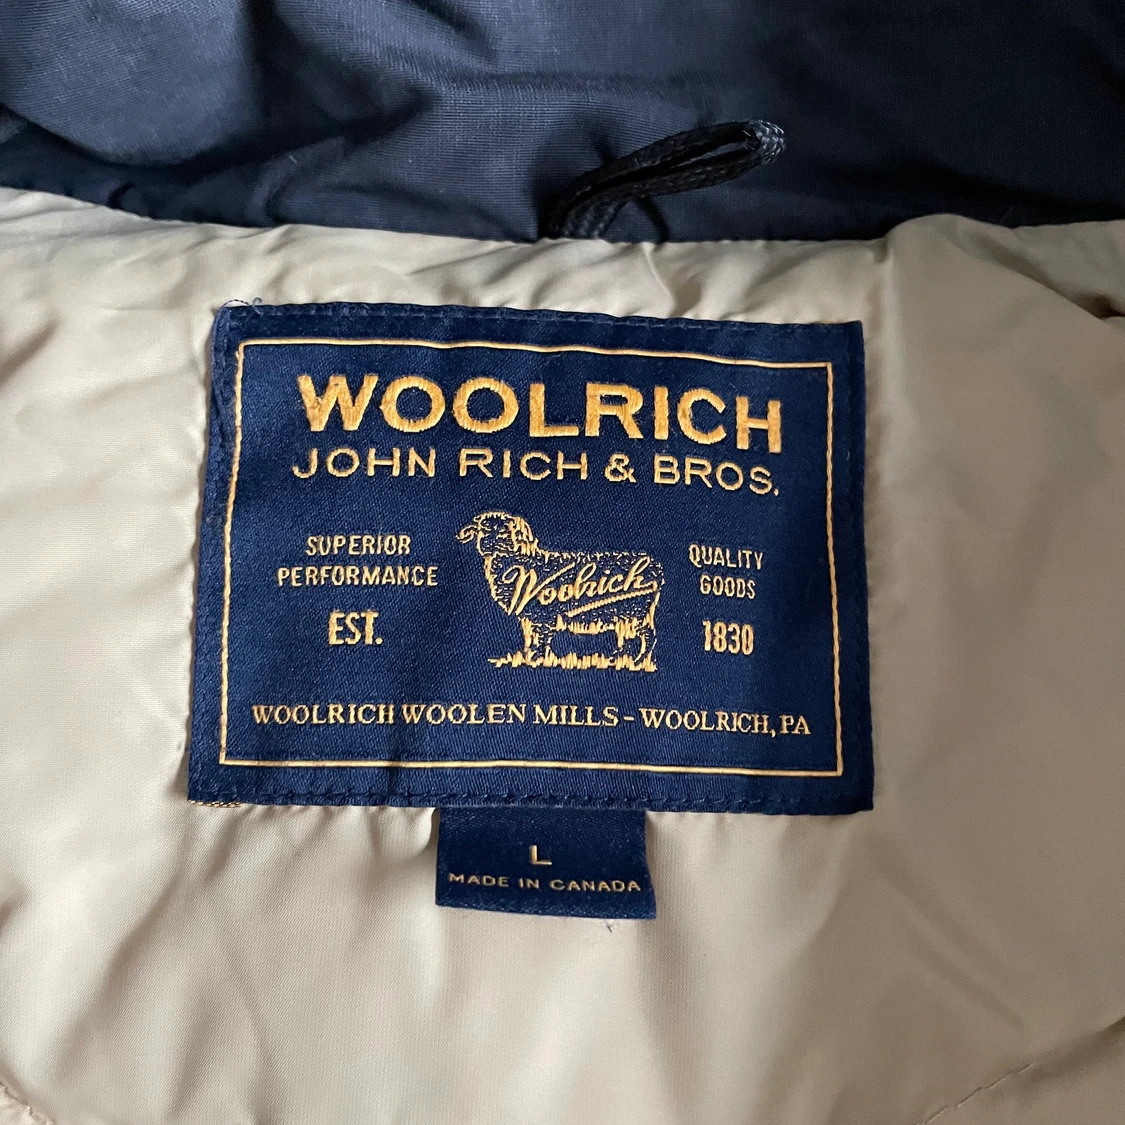 WOOLRICH
JOHN RICH & BROS.
SUPERIOR
PERFORMANCE
EST.
Woolrich
QUALITY
GOODS
1830
WOOLRICH WOOLEN MILLS - WOOLRICH, PA
L
MADE IN CANADA